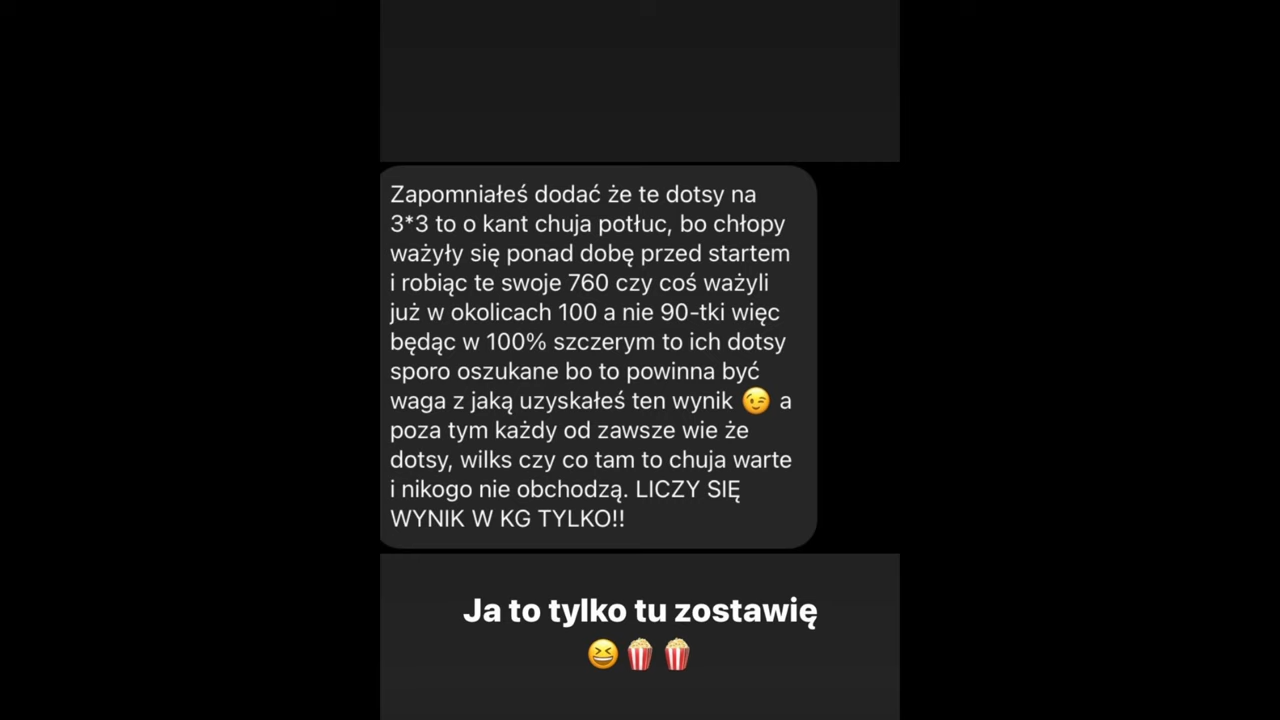 Zapomniałeś dodać że te dotsy na
3*3 to o kant chuja potłuc, bo chłopy
ważyły się ponad dobę przed startem
i robiąc te swoje 760 czy coś ważyli
już w okolicach 100 a nie 90-tki więc
będąc w 100% szczerym to ich dotsy
sporo oszukane bo to powinna być
waga z jaką uzyskałeś ten wynik 😉 a
poza tym każdy od zawsze wie że
dotsy, wilks czy co tam to chuja warte
i nikogo nie obchodzą. LICZY SIĘ
WYNIK W KG TYLKO!!
Ja to tylko tu zostawię
😆🍿🍿